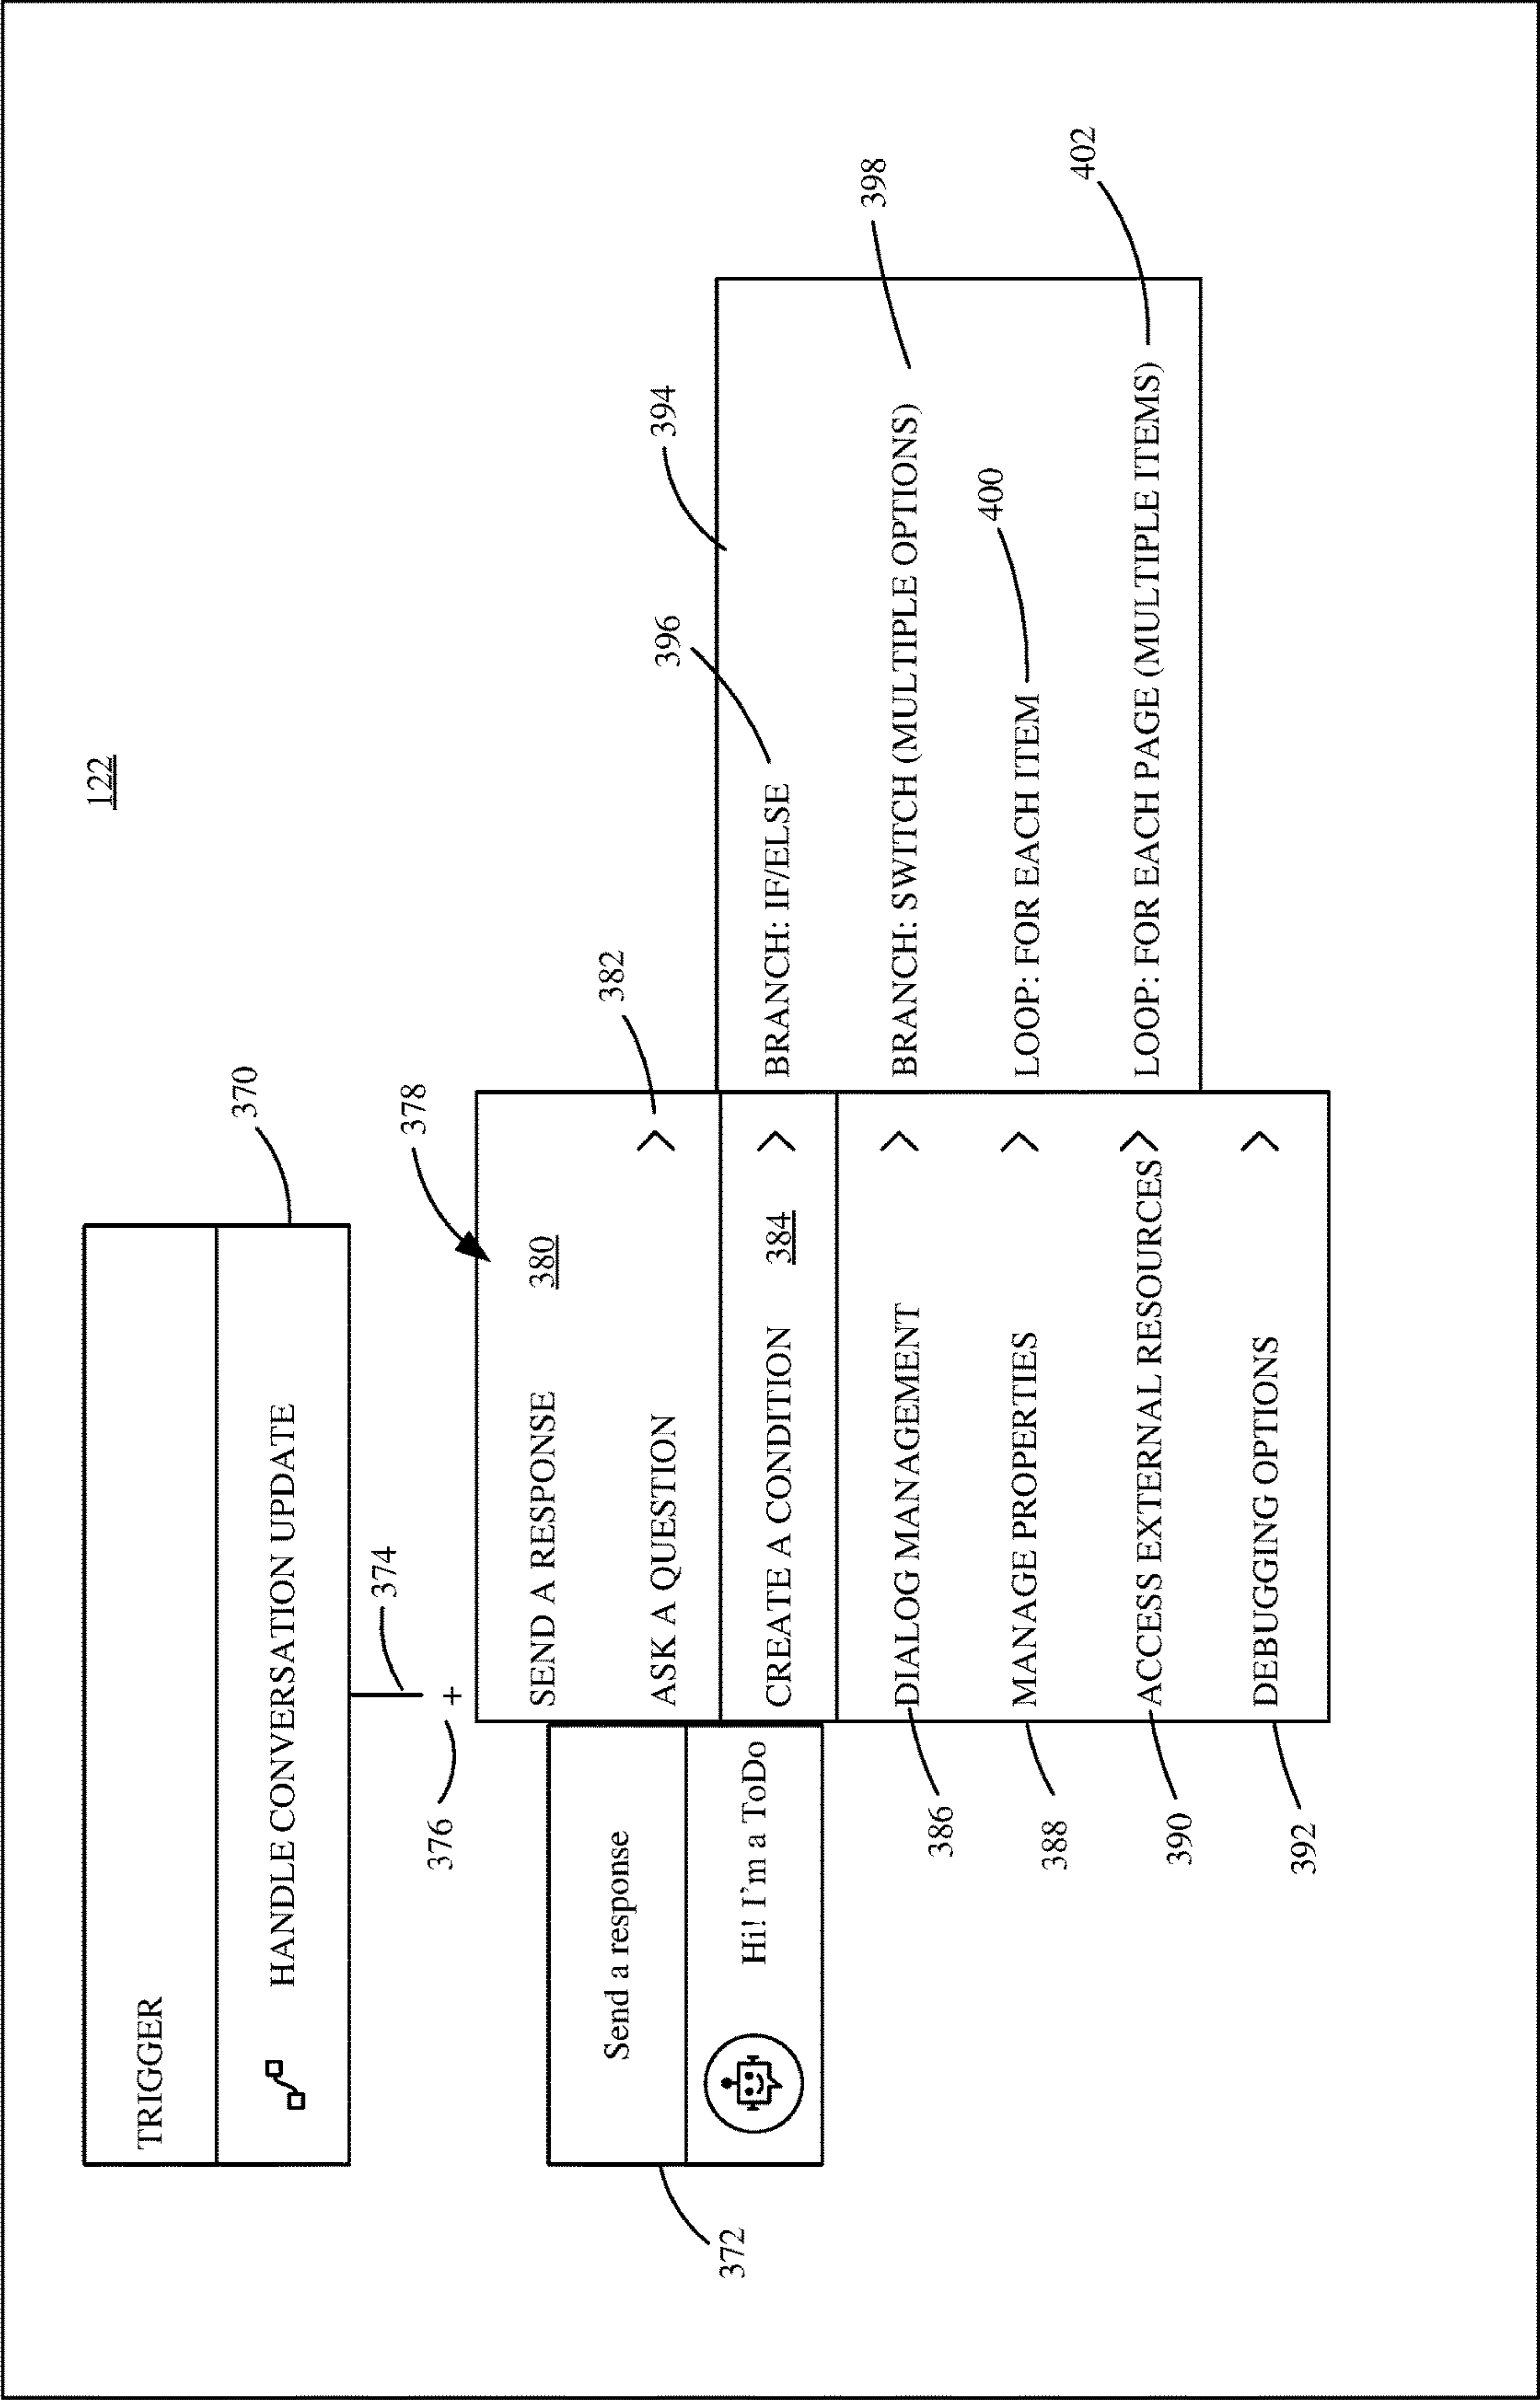 122
TRIGGER
HANDLE CONVERSATION UPDATE
370
374
376
+
378
SEND A RESPONSE 380
ASK A QUESTION > 382
CREATE A CONDITION 384 >
DIALOG MANAGEMENT >
MANAGE PROPERTIES >
ACCESS EXTERNAL RESOURCES >
DEBUGGING OPTIONS >
386
388
390
392
Send a response
Hi! I'm a ToDo
372
394
396
BRANCH: IF/ELSE
398
BRANCH: SWITCH (MULTIPLE OPTIONS)
400
LOOP: FOR EACH ITEM
402
LOOP: FOR EACH PAGE (MULTIPLE ITEMS)